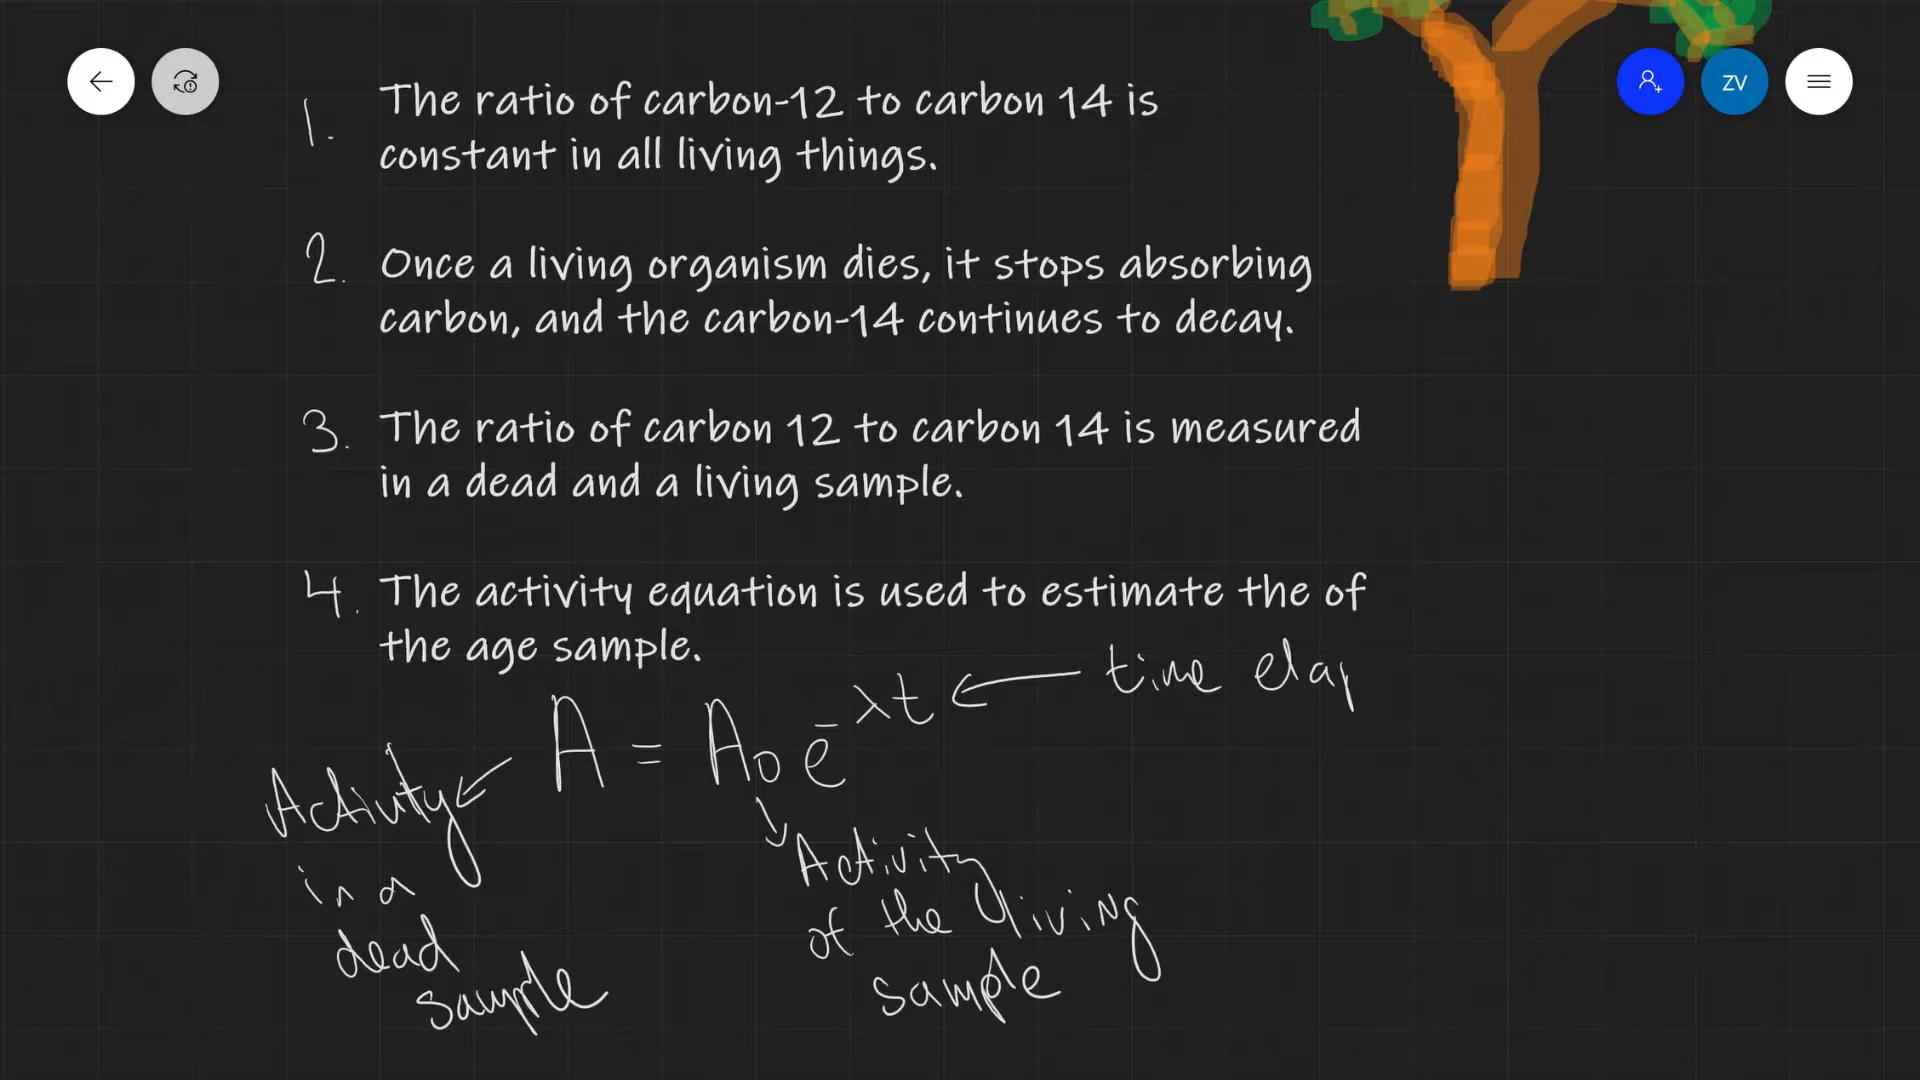 ZV
1. The ratio of carbon-12 to carbon 14 is
constant in all living things.
2. Once a living organism dies, it stops absorbing
carbon, and the carbon-14 continues to decay.
3. The ratio of carbon 12 to carbon 14 is measured
in a dead and a living sample.
4. The activity equation is used to estimate the of
the age sample.
A = A₀ e^-λt ← time elap
Activity
in a
dead
sample
Activity
of the living
sample